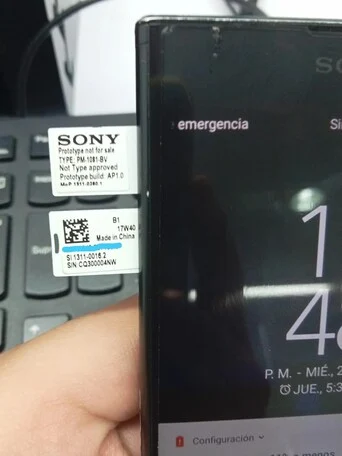 SONY
Prototype not for sale
TYPE PM-1081-BV
Not Type approved
Prototype build: AP1.0
B1
17W40
Made in China
SI 1311-0016.2
S/N:CQ300004NW
emergencia
P. M. - MIÉ., 2
JUE., 5:3
Configuración